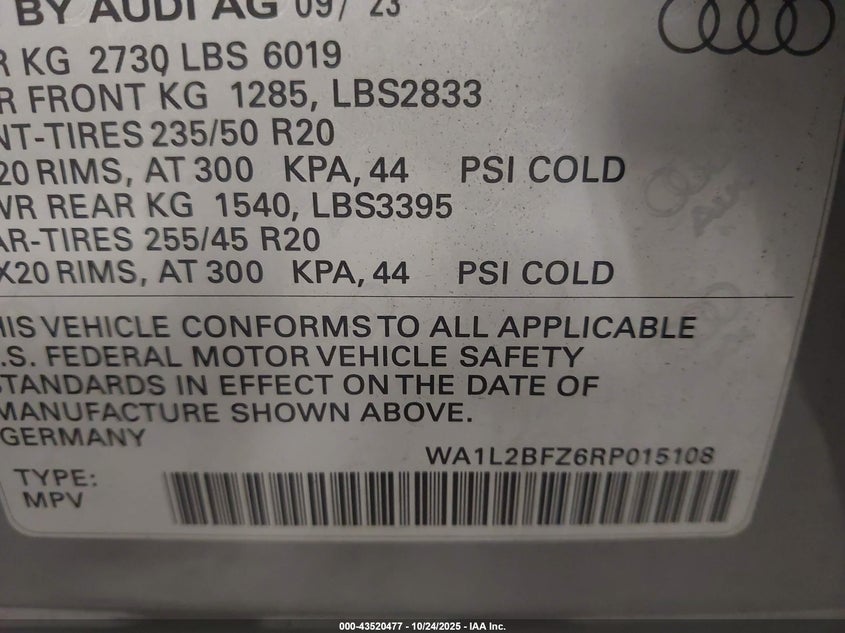 BY AUDI AG 09/ 23
R KG 2730 LBS 6019
R FRONT KG 1285, LBS2833
NT-TIRES 235/50 R20
20 RIMS, AT 300 KPA, 44 PSI COLD
WR REAR KG 1540, LBS3395
AR-TIRES 255/45 R20
X20 RIMS, AT 300 KPA, 44 PSI COLD
HIS VEHICLE CONFORMS TO ALL APPLICABLE
.S. FEDERAL MOTOR VEHICLE SAFETY
STANDARDS IN EFFECT ON THE DATE OF
MANUFACTURE SHOWN ABOVE.
GERMANY
WA1L2BFZ6RP015108
TYPE:
MPV
000-43520477 - 10/24/2025 - IAA Inc.